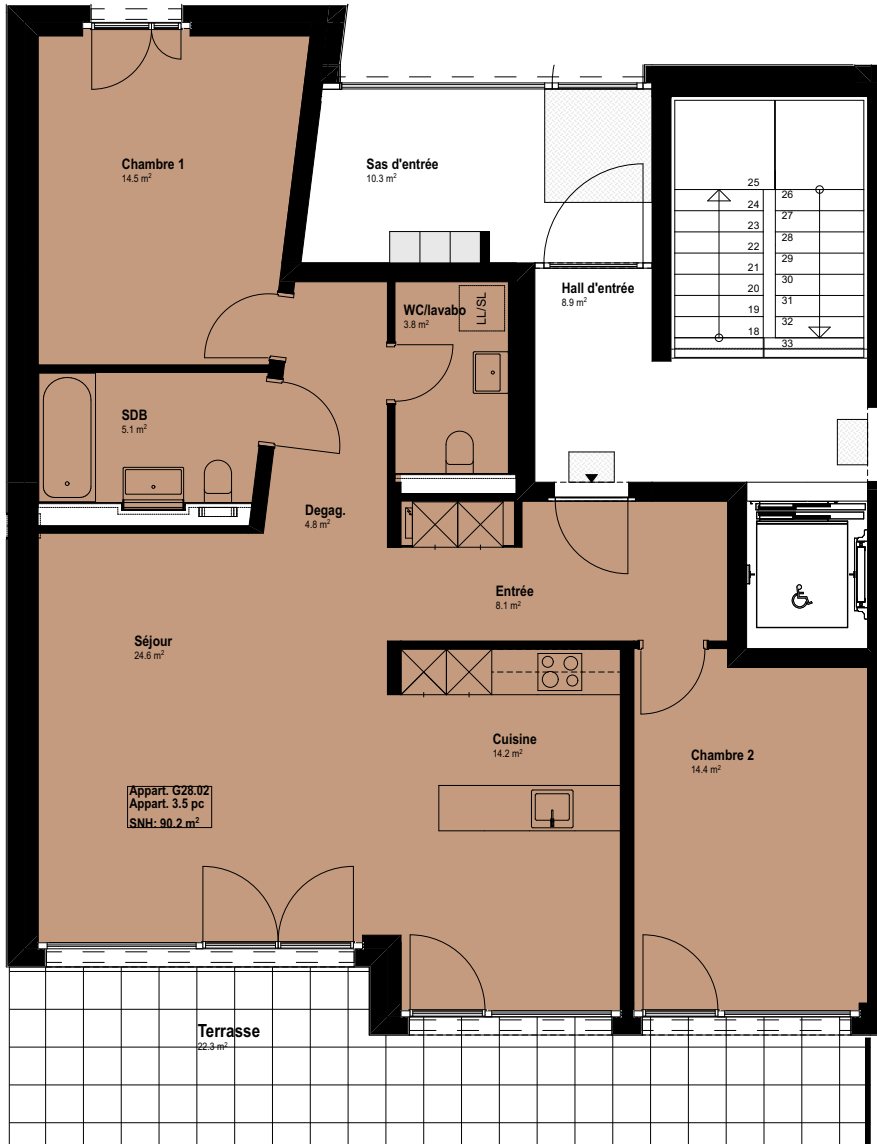 Chambre 1
14.5 m²
Sas d'entrée
10.3 m²
25
26
24
27
23
28
22
29
21
30
20
31
19
32
18
33
Hall d'entrée
8.9 m²
WC/lavabo
3.8 m²
LL/SL
SDB
5.1 m²
Degag.
4.8 m²
Entrée
8.1 m²
Séjour
24.6 m²
Cuisine
14.2 m²
Chambre 2
14.4 m²
Appart. G28.02
Appart. 3.5 pc
SNH: 90.2 m²
Terrasse
22.3 m²